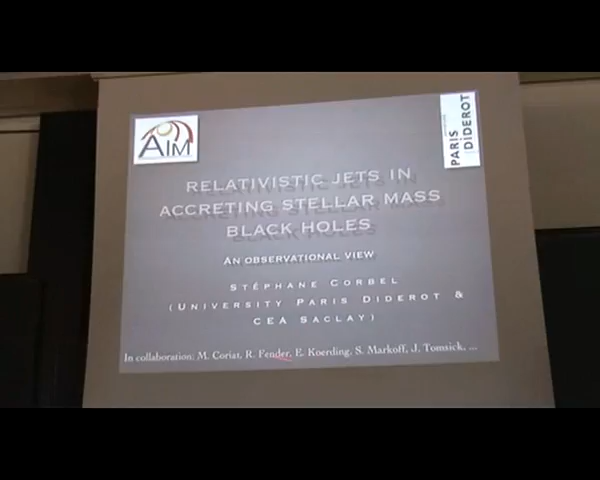 AIM
PARIS
DIDEROT
RELATIVISTIC JETS IN
ACCRETING STELLAR MASS
BLACK HOLES
AN OBSERVATIONAL VIEW
STÉPHANE CORBEL
(UNIVERSITY PARIS DIDEROT &
CEA SACLAY)
In collaboration: M. Coriat, R. Fender, E. Koerding, S. Markoff, J. Tomsick, ...